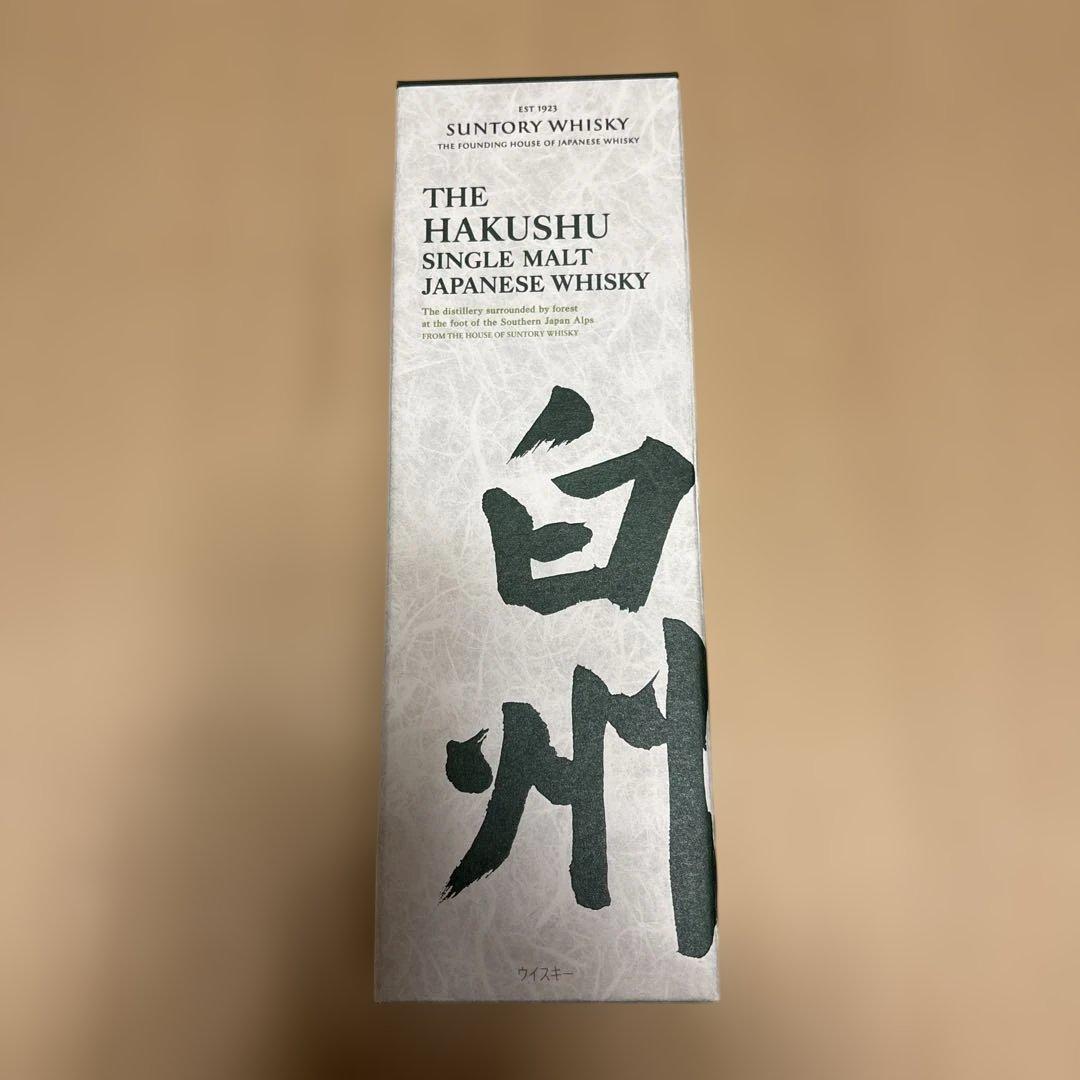 EST 1923
SUNTORY WHISKY
THE FOUNDING HOUSE OF JAPANESE WHISKY
THE
HAKUSHU
SINGLE MALT
JAPANESE WHISKY
The distillery surrounded by forest
at the foot of the Southern Japan Alps
FROM THE HOUSE OF SUNTORY WHISKY
白州
ウイスキー